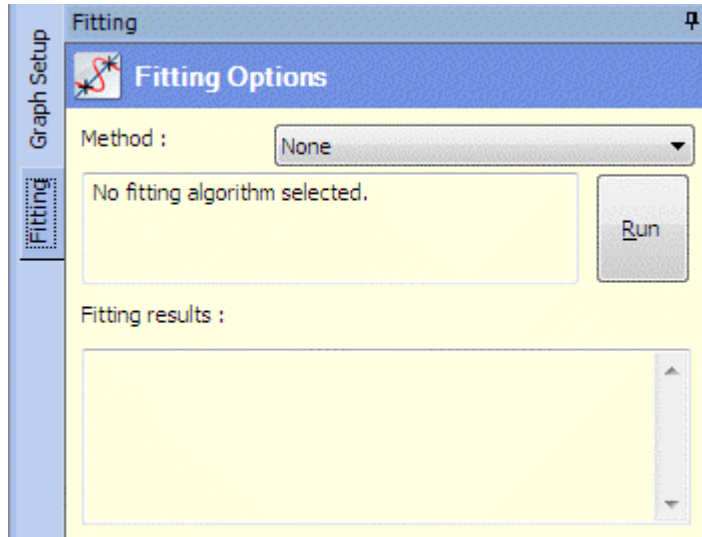 Graph Setup
Fitting
Fitting
Fitting Options
Method :
None
No fitting algorithm selected.
Run
Fitting results :